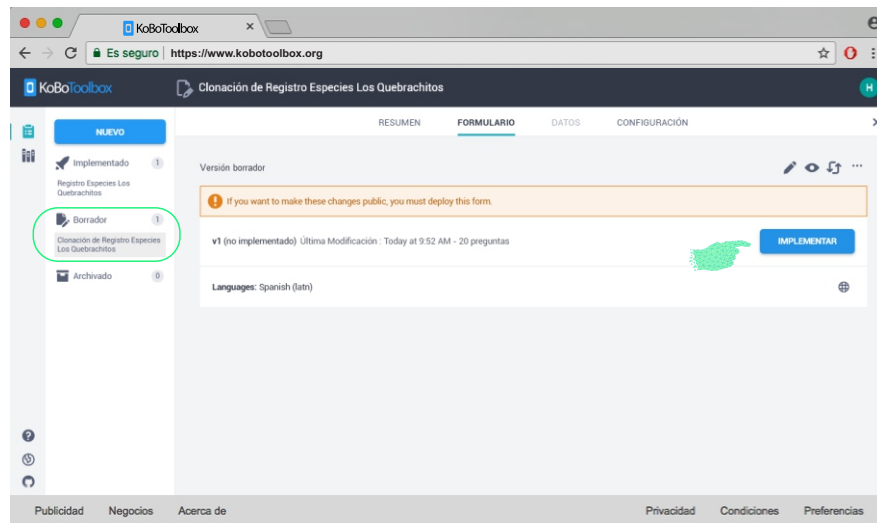 KoBoToolbox
Es seguro | https://www.kobotoolbox.org
KoBoToolbox
Clonación de Registro Especies Los Quebrachitos
H
RESUMEN
FORMULARIO
DATOS
CONFIGURACIÓN
NUEVO
Implementado 1
Registro Especies Los
Quebrachitos
Borrador 1
Clonación de Registro Especies
Los Quebrachitos
Archivado 0
Versión borrador
If you want to make these changes public, you must deploy this form.
v1 (no implementado) Última Modificación : Today at 9:52 AM - 20 preguntas
IMPLEMENTAR
Languages: Spanish (latn)
Publicidad
Negocios
Acerca de
Privacidad
Condiciones
Preferencias